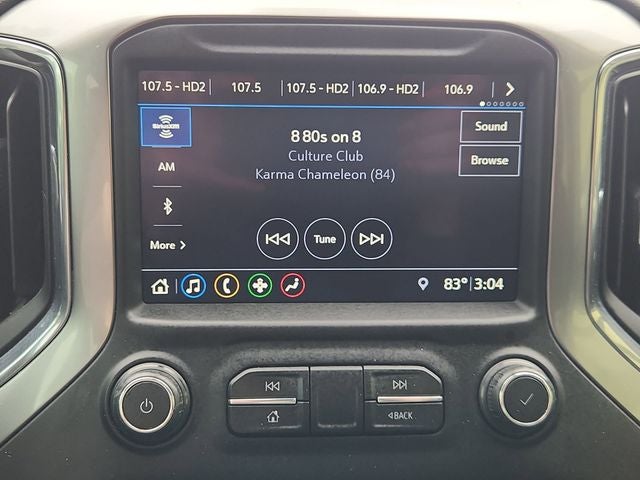 107.5 - HD2 107.5 107.5 - HD2 106.9 - HD2 106.9
SiriusXM
8 80s on 8
Sound
Culture Club
AM
Karma Chameleon (84)
Browse
More
Tune
83° 3:04
BACK